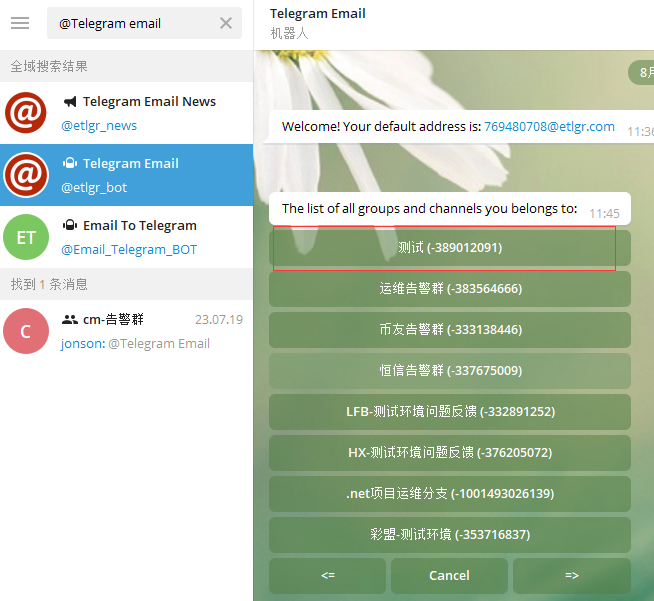 @Telegram email
全域搜索结果
Telegram Email News
@etlgr_news
Telegram Email
@etlgr_bot
ET
Email To Telegram
@Email_Telegram_BOT
找到 1 条消息
C
cm-告警群 23.07.19
jonson: @Telegram Email
Telegram Email
机器人
8月
Welcome! Your default address is: 769480708@etlgr.com 11:36
The list of all groups and channels you belongs to: 11:45
测试 (-389012091)
运维告警群 (-383564666)
币友告警群 (-333138446)
恒信告警群 (-337675009)
LFB-测试环境问题反馈 (-332891252)
HX-测试环境问题反馈 (-376205072)
.net项目运维分支 (-1001493026139)
彩盟-测试环境 (-353716837)
<= Cancel =>